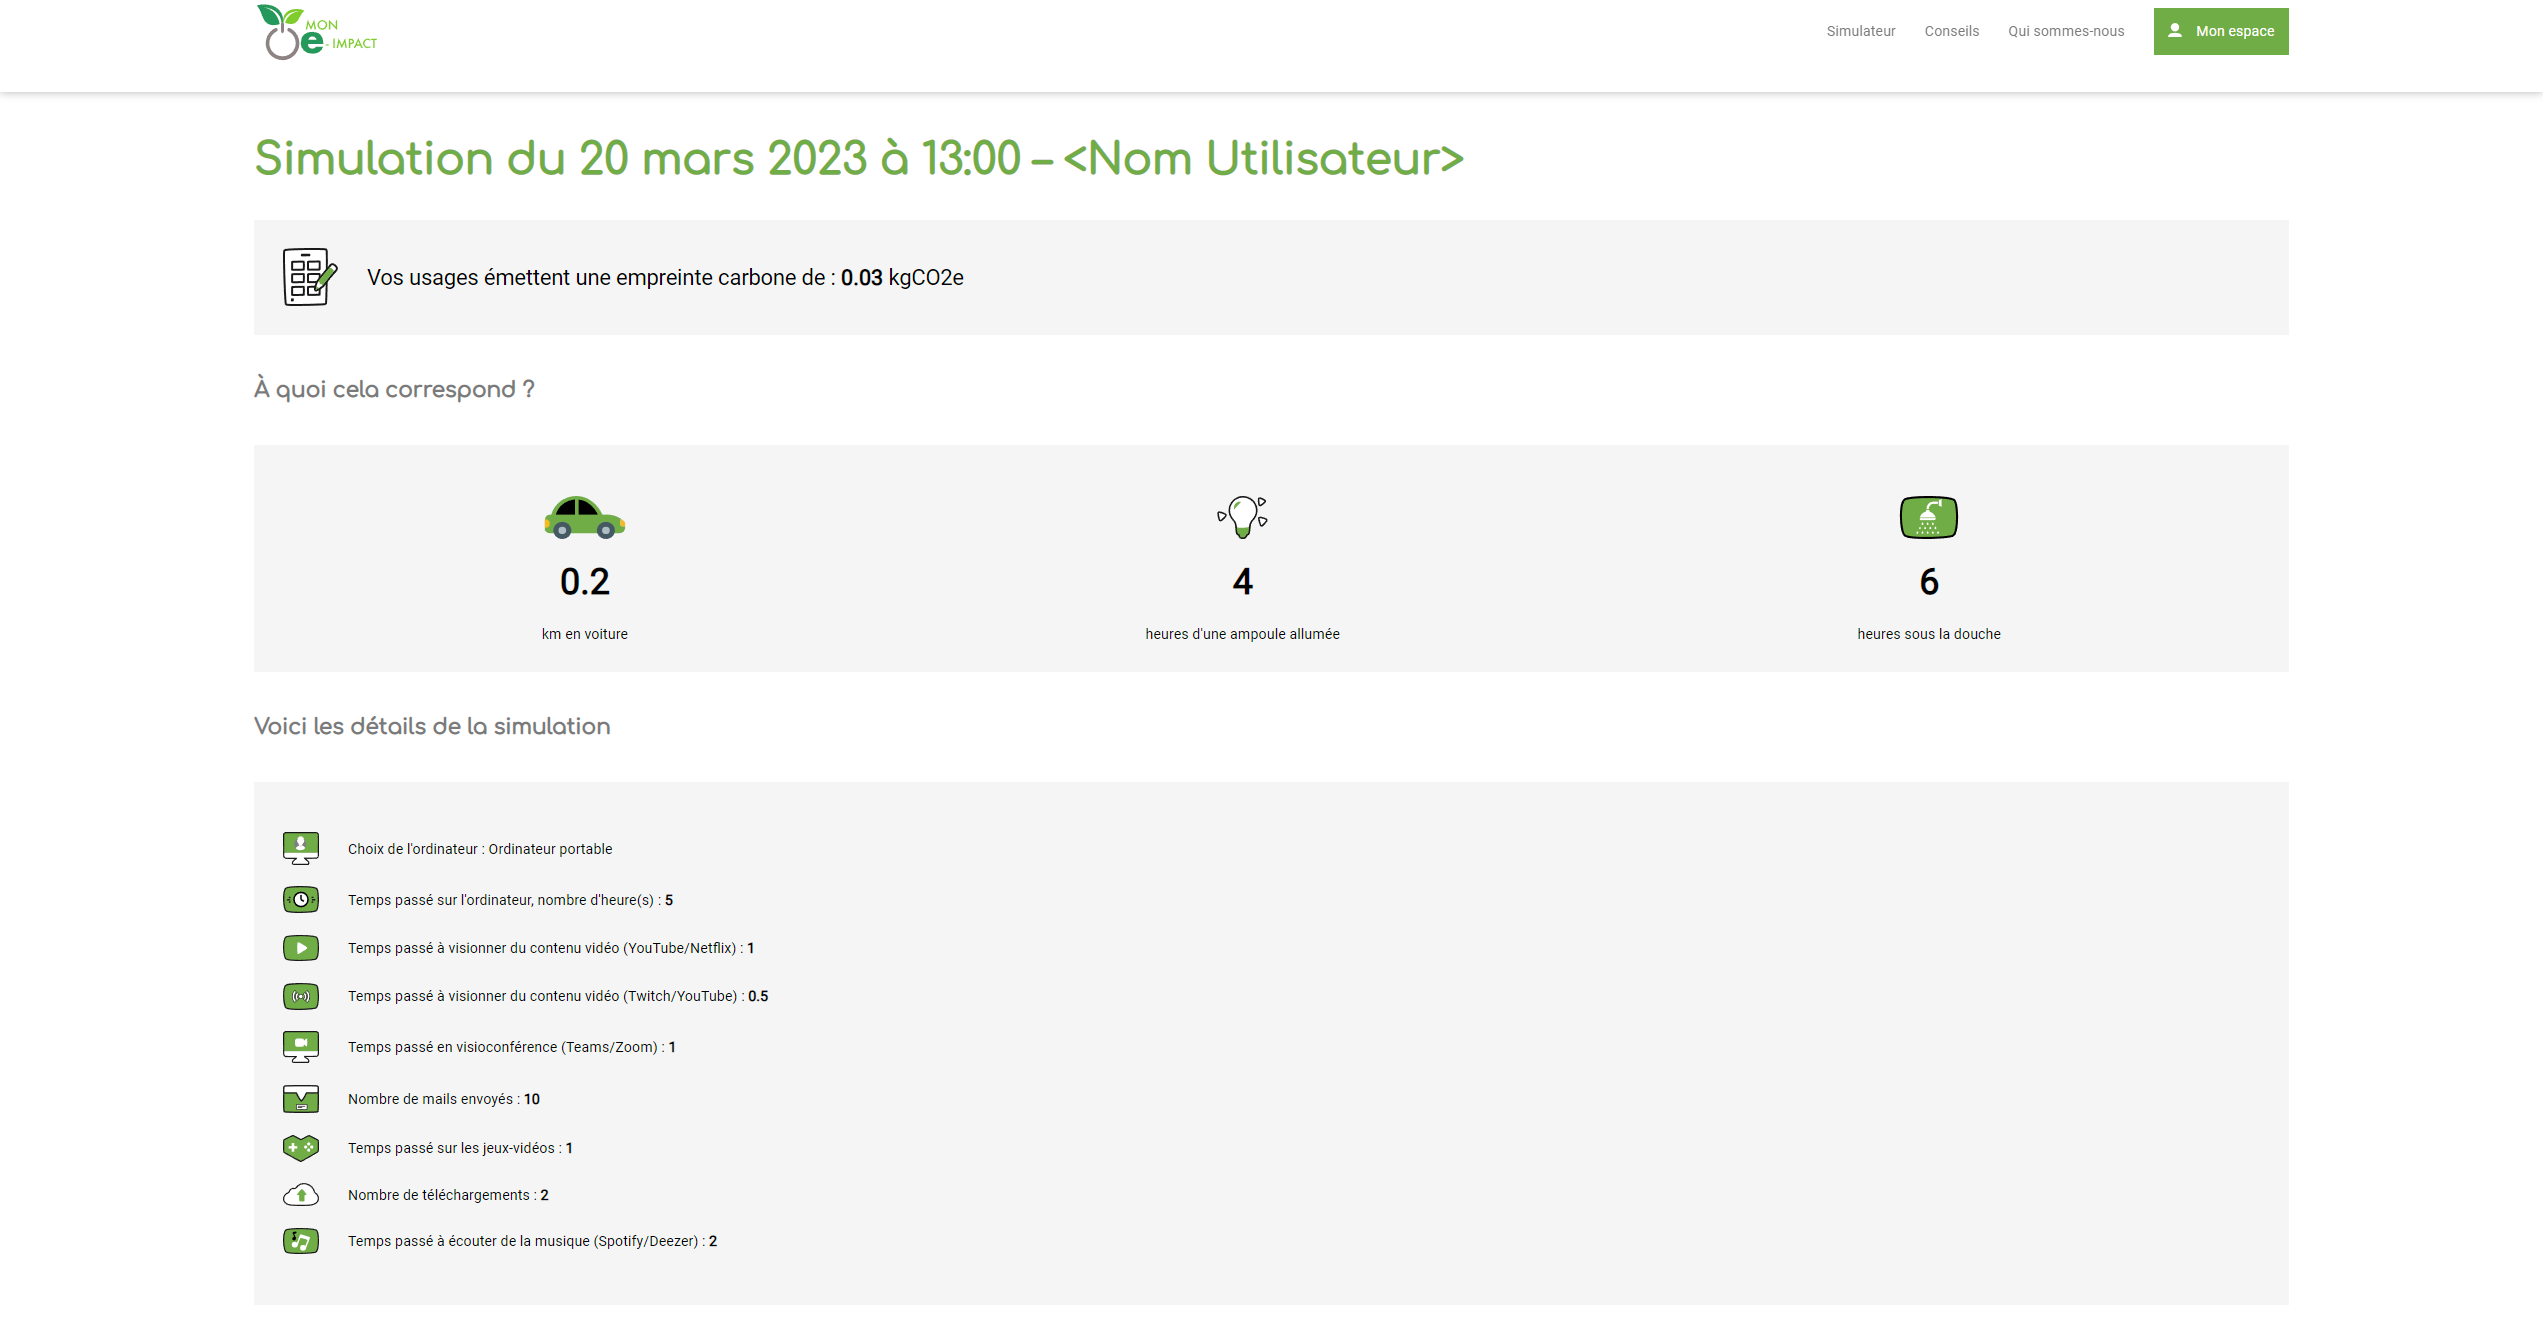 MON
e - IMPACT
Simulateur
Conseils
Qui sommes-nous
Mon espace
Simulation du 20 mars 2023 à 13:00 – <Nom Utilisateur>
Vos usages émettent une empreinte carbone de : 0.03 kgCO2e
À quoi cela correspond ?
0.2
km en voiture
4
heures d'une ampoule allumée
6
heures sous la douche
Voici les détails de la simulation
Choix de l'ordinateur : Ordinateur portable
Temps passé sur l'ordinateur, nombre d'heure(s) : 5
Temps passé à visionner du contenu vidéo (YouTube/Netflix) : 1
Temps passé à visionner du contenu vidéo (Twitch/YouTube) : 0.5
Temps passé en visioconférence (Teams/Zoom) : 1
Nombre de mails envoyés : 10
Temps passé sur les jeux-vidéos : 1
Nombre de téléchargements : 2
Temps passé à écouter de la musique (Spotify/Deezer) : 2